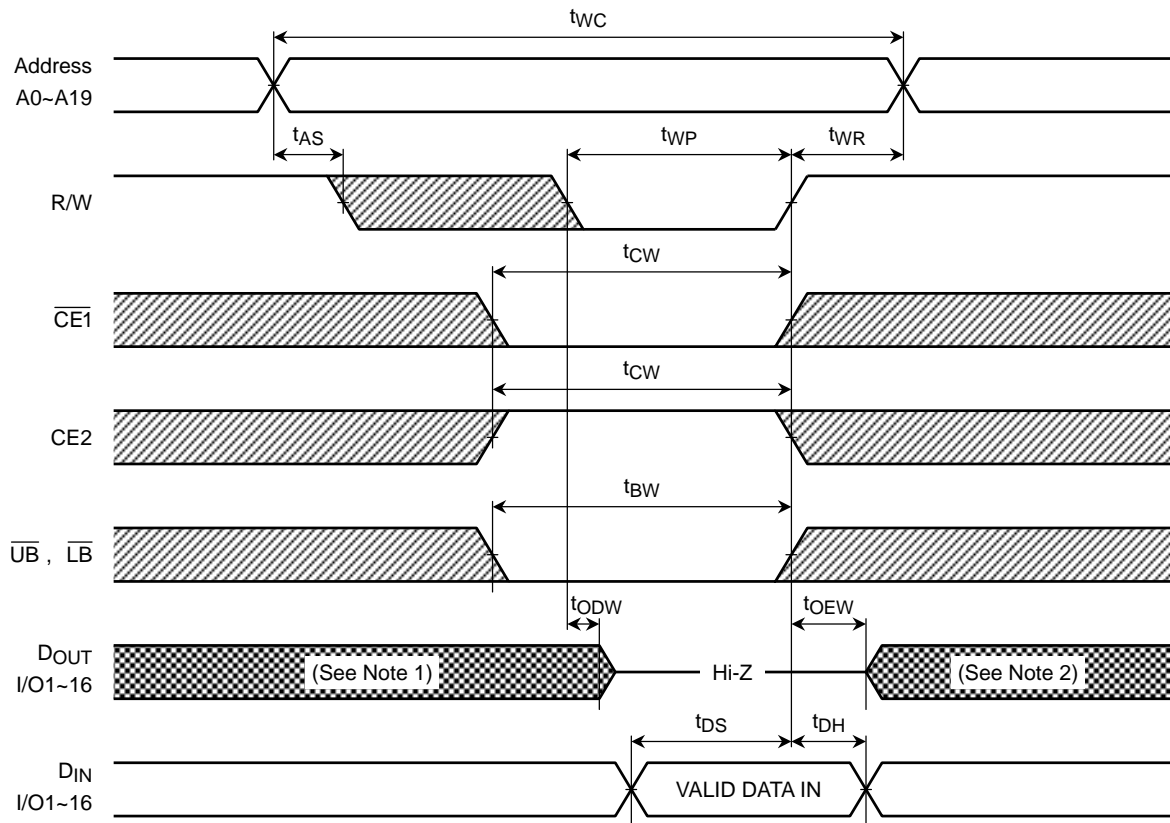 tWC
Address
A0~A19
tAS
tWP
tWR
R/W
tCW
CE1
tCW
CE2
tBW
UB , LB
tODW
tOEW
DOUT
I/O1~16
(See Note 1)
Hi-Z
(See Note 2)
tDS
tDH
DIN
I/O1~16
VALID DATA IN